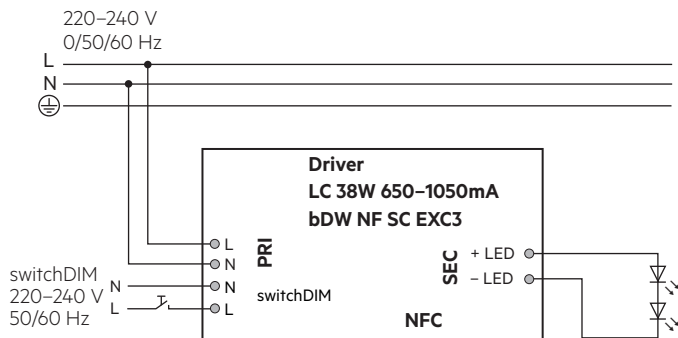 220–240 V
0/50/60 Hz
L
N
Driver
LC 38W 650–1050mA
bDW NF SC EXC3
L
N
PRI
SEC
+ LED
– LED
switchDIM
220–240 V
50/60 Hz
N
L
N
L
switchDIM
NFC